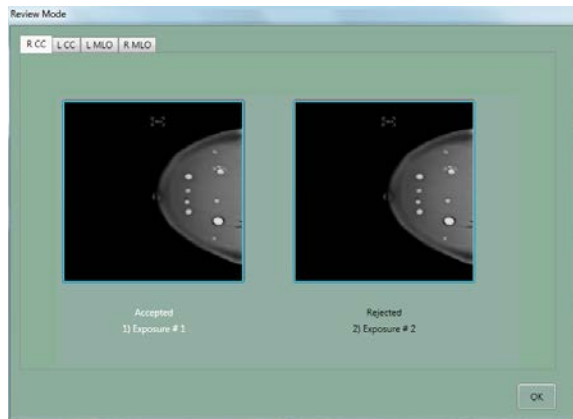 Review Mode
R CC L CC L MLO R MLO
Accepted Rejected
1) Exposure # 1 2) Exposure # 2
OK